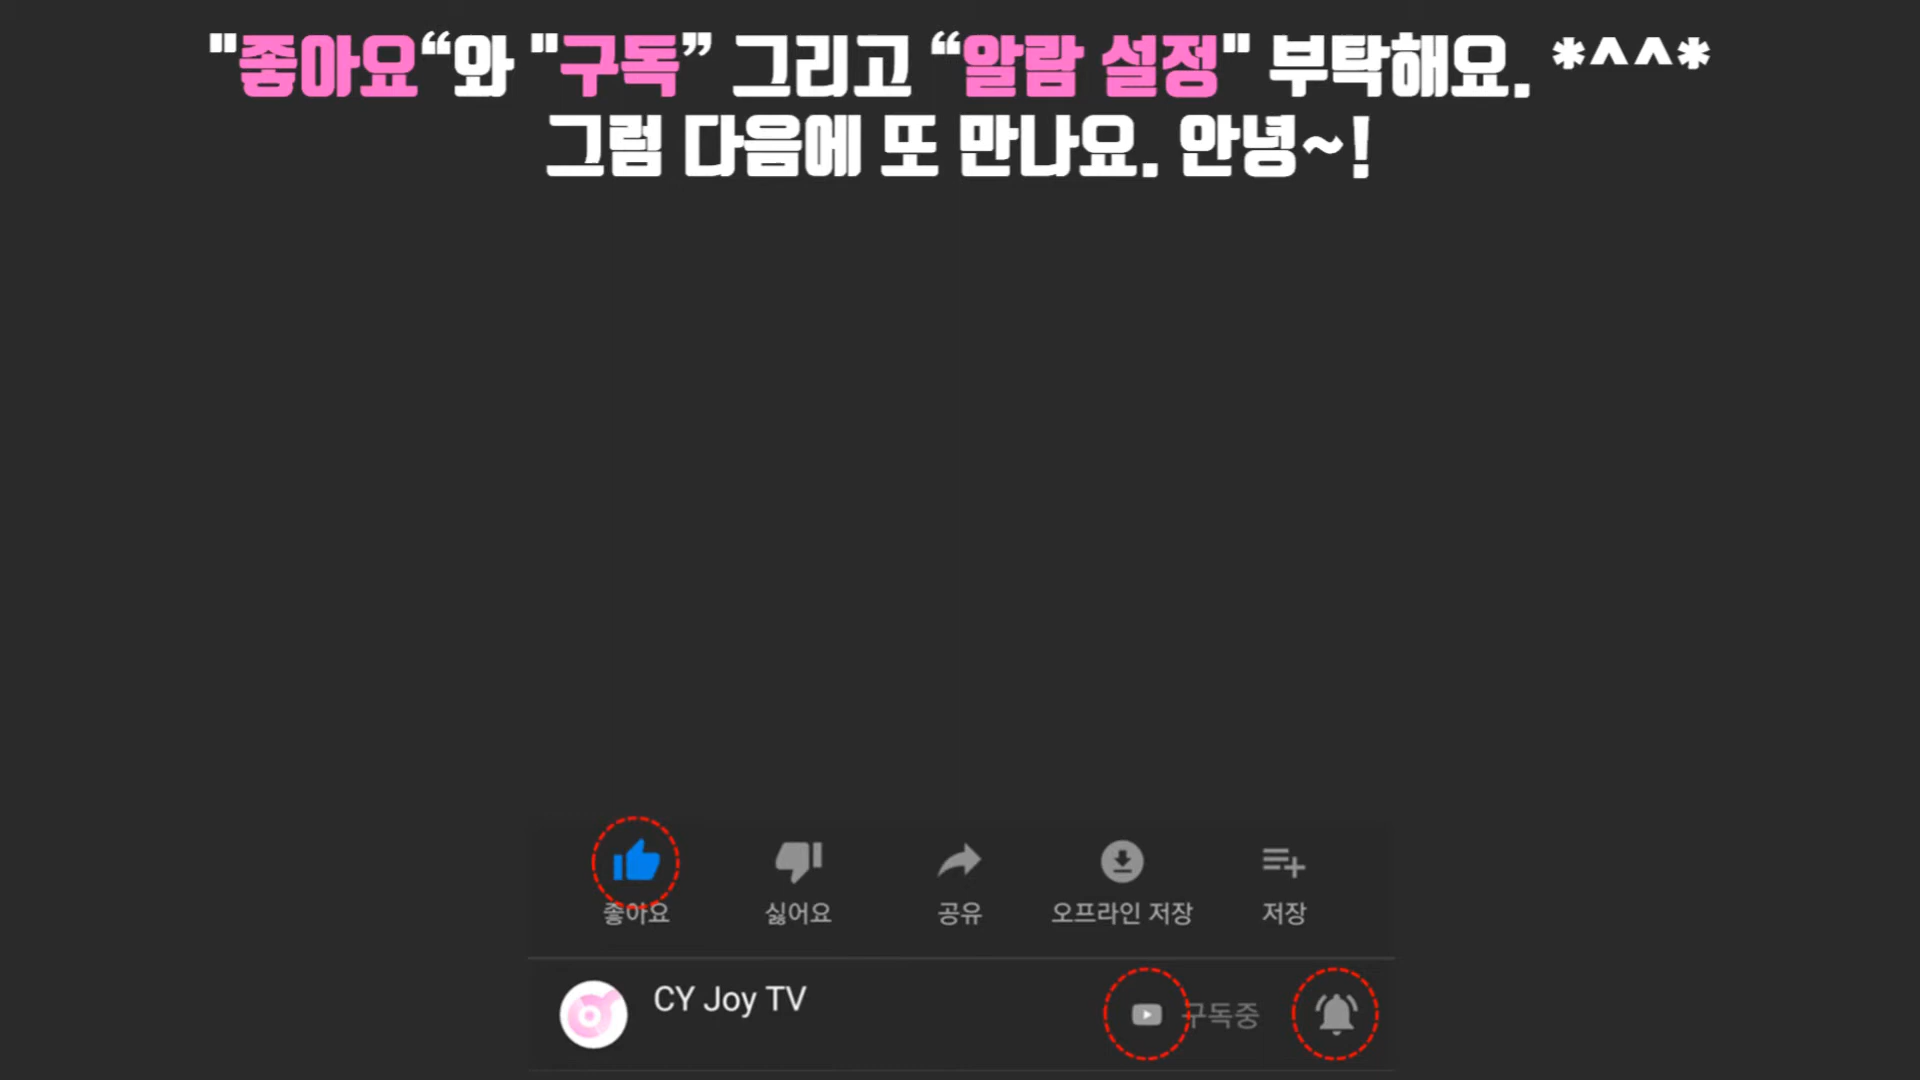 "좋아요“와 "구독” 그리고 “알람 설정" 부탁해요. *^^*
그럼 다음에 또 만나요. 안녕~!
좋아요 싫어요 공유 오프라인 저장 저장
CY Joy TV 구독중